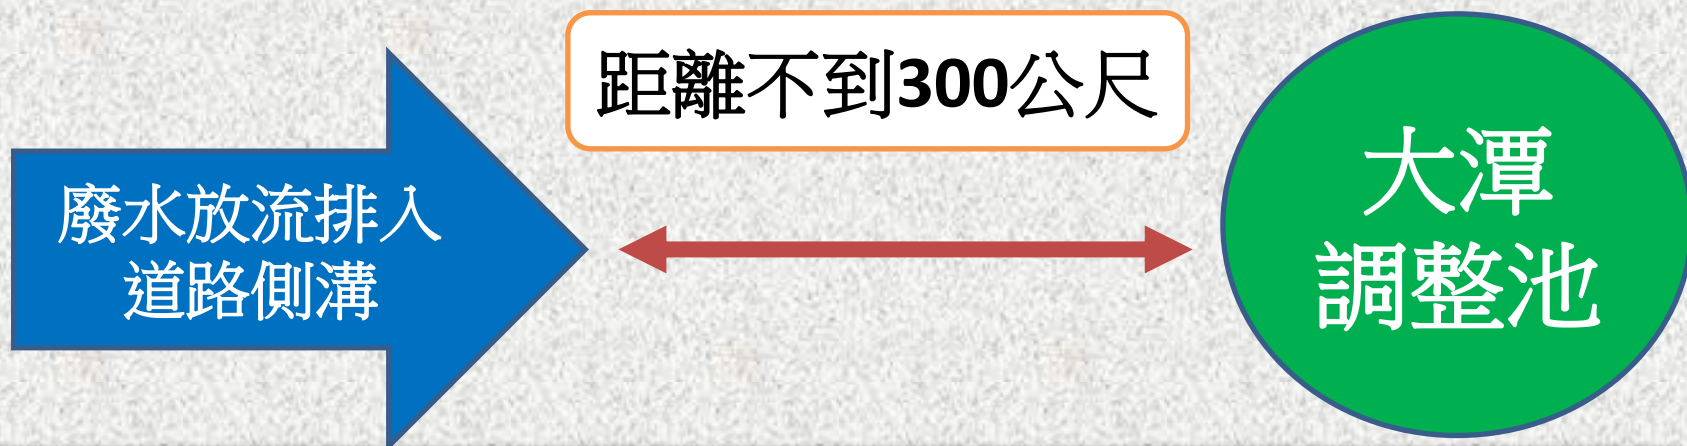 距離不到300公尺
廢水放流排入
道路側溝
大潭
調整池